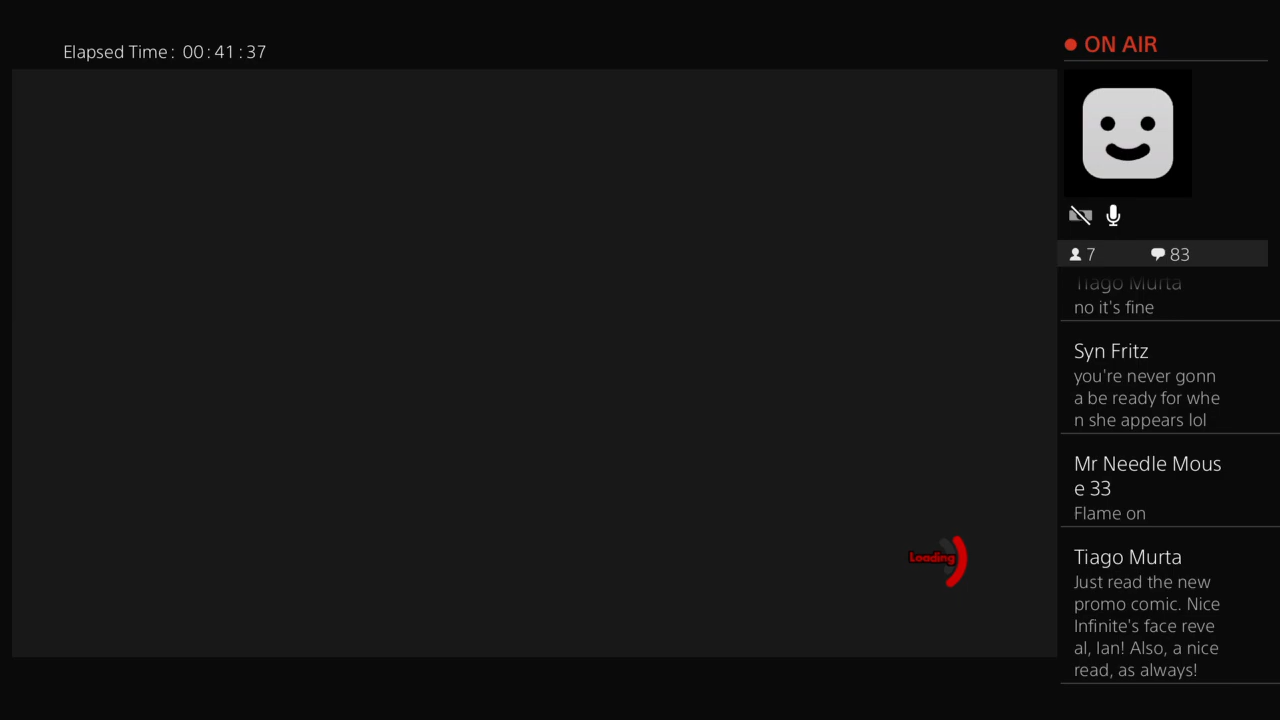 Elapsed Time: 00:41:37
ON AIR
7 83
Tiago Murta
no it's fine
Syn Fritz
you're never gonn
a be ready for whe
n she appears lol
Mr Needle Mous
e 33
Flame on
Loading
Tiago Murta
Just read the new
promo comic. Nice
Infinite's face reve
al, Ian! Also, a nice
read, as always!